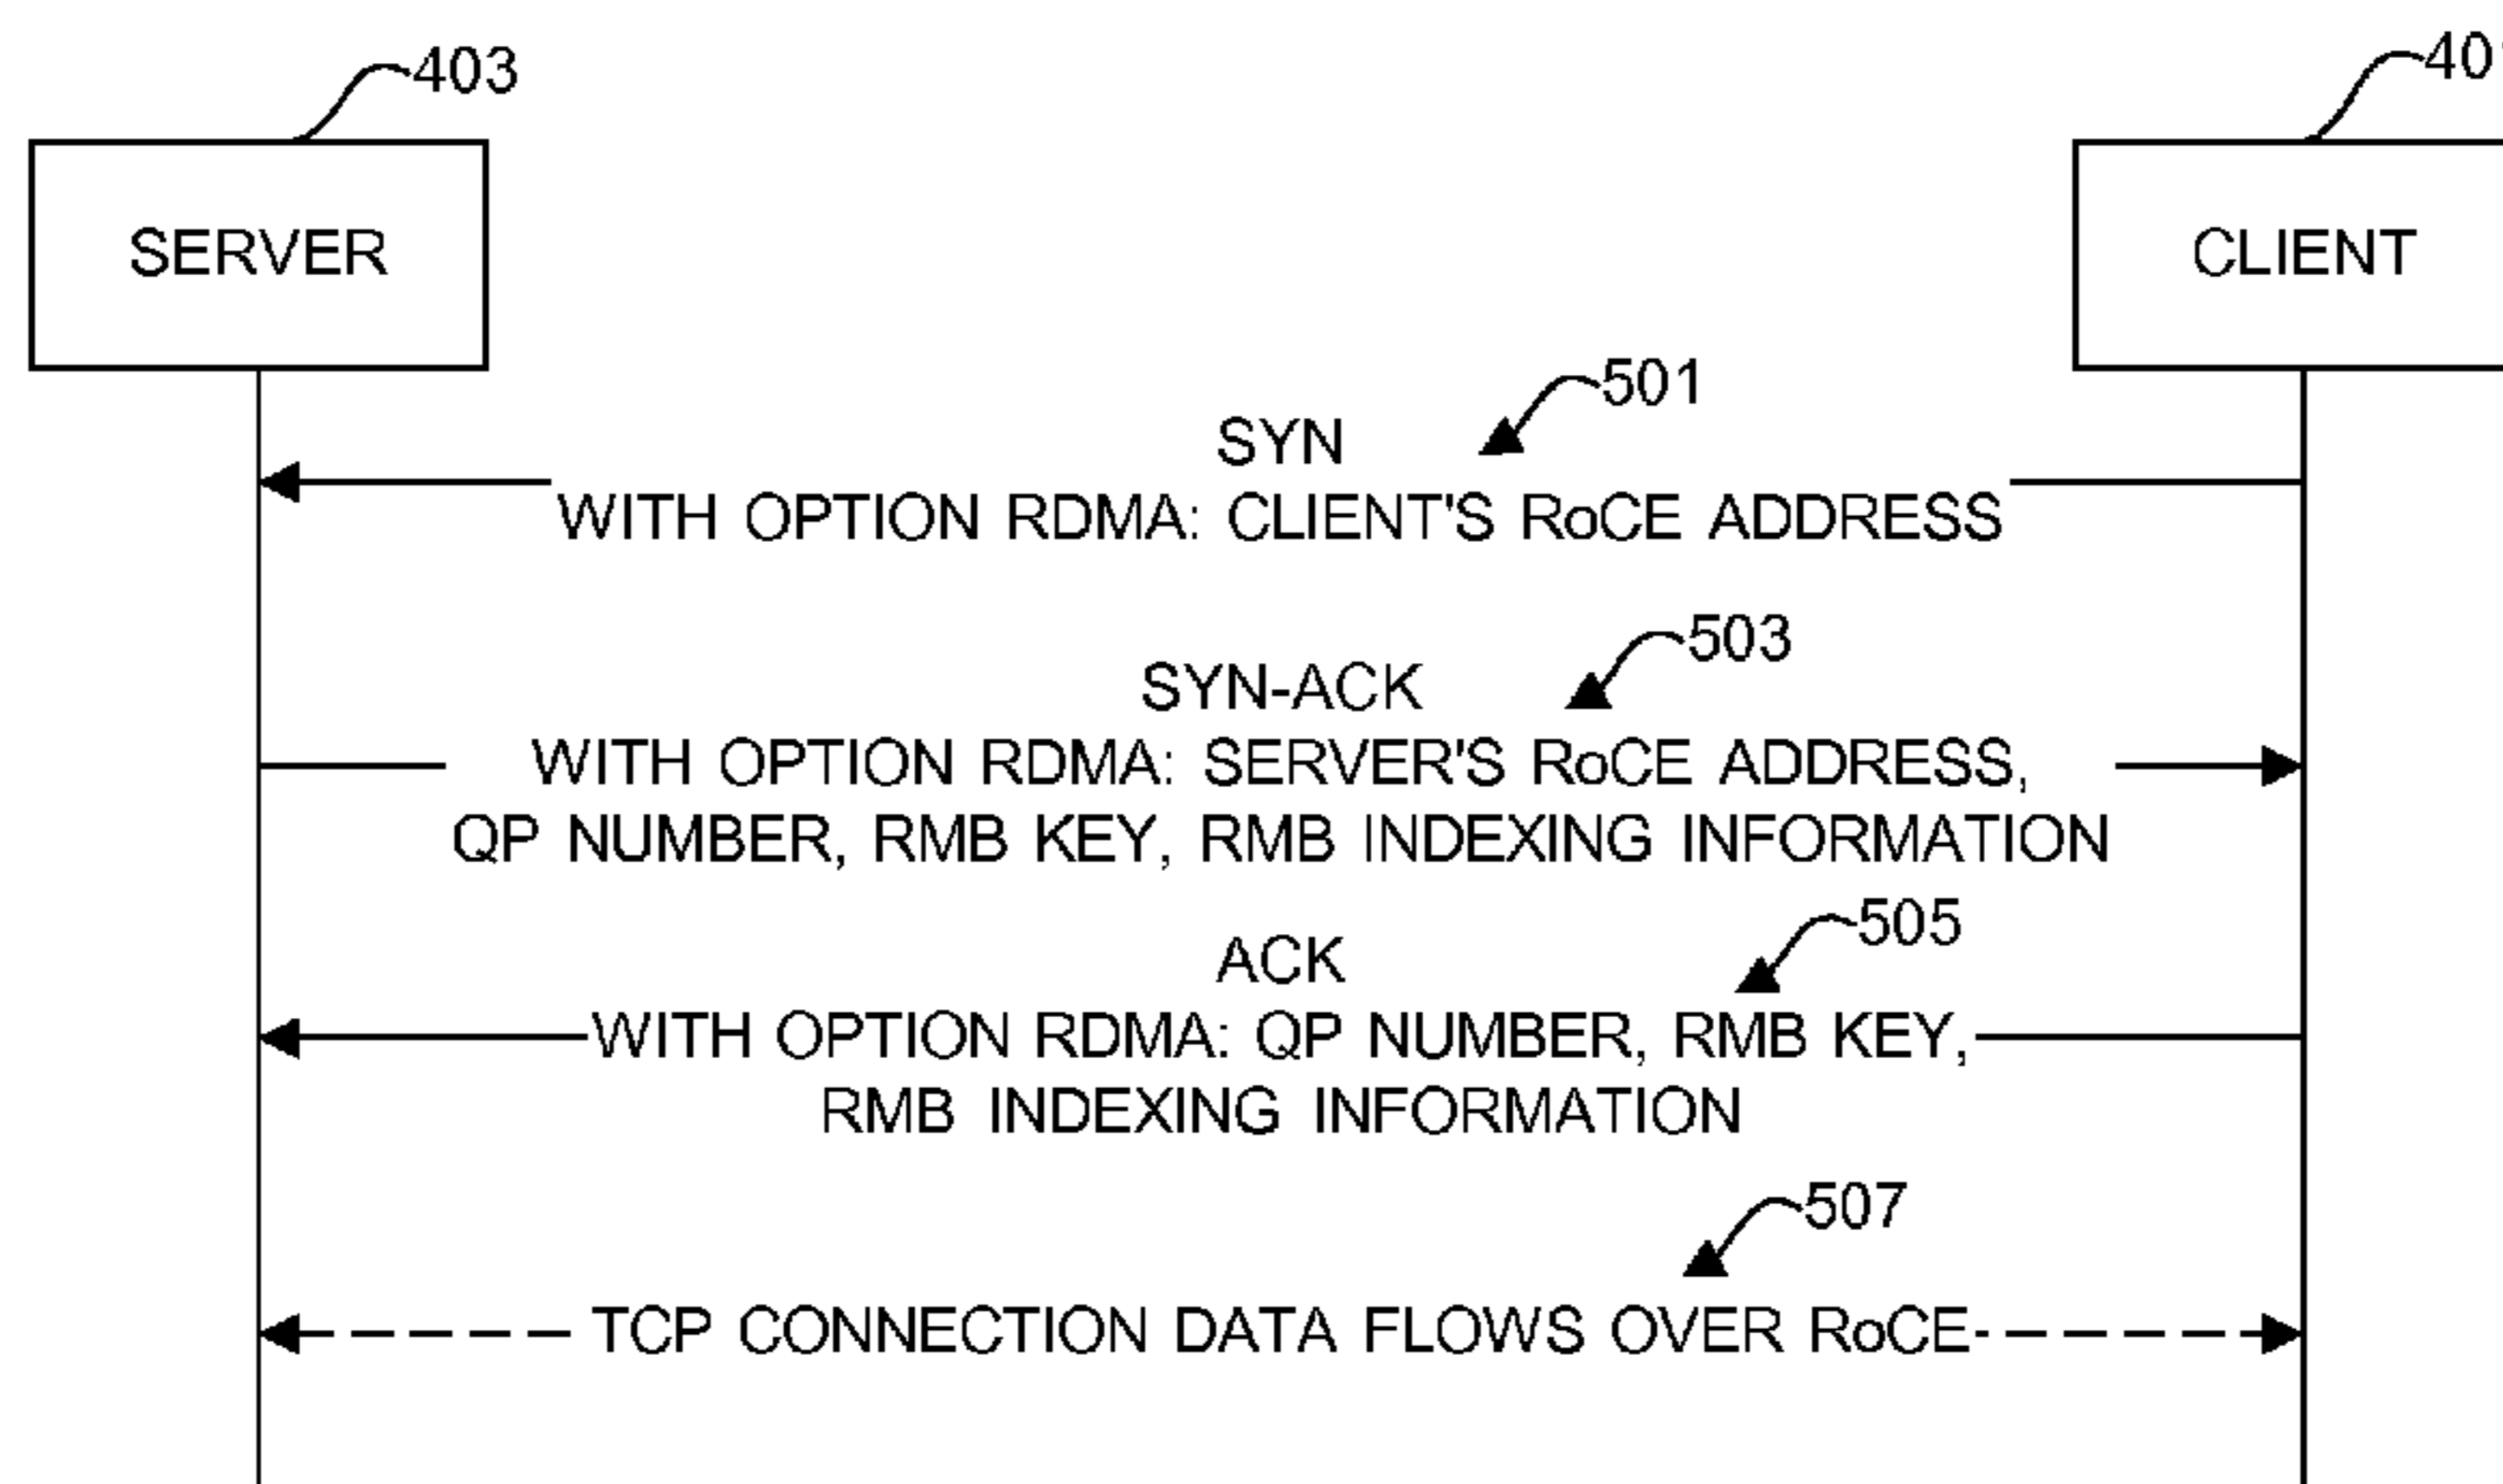 403
SERVER
CLIENT
501
SYN
WITH OPTION RDMA: CLIENT'S RoCE ADDRESS
503
SYN-ACK
WITH OPTION RDMA: SERVER'S RoCE ADDRESS,
QP NUMBER, RMB KEY, RMB INDEXING INFORMATION
505
ACK
WITH OPTION RDMA: QP NUMBER, RMB KEY,
RMB INDEXING INFORMATION
507
TCP CONNECTION DATA FLOWS OVER RoCE